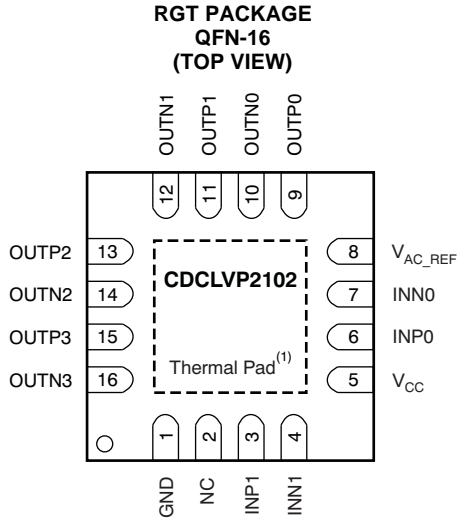 RGT PACKAGE
QFN-16
(TOP VIEW)
OUTN1
OUTP1
OUTN0
OUTP0
12
11
10
9
OUTP2 13
OUTN2 14
OUTP3 15
OUTN3 16
CDCLVP2102
Thermal Pad(1)
8 VAC_REF
7 INN0
6 INP0
5 VCC
1
2
3
4
GND
NC
INP1
INN1